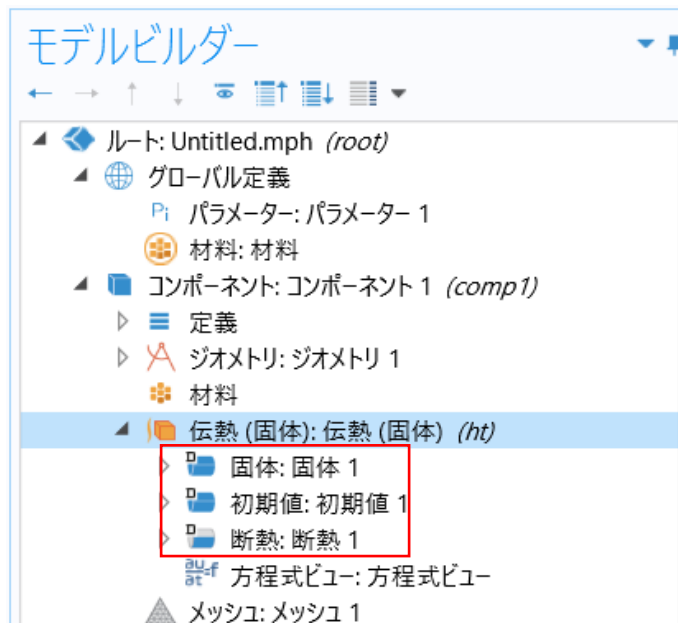 モデルビルダー
ルート: Untitled.mph (root)
グローバル定義
Pi パラメーター: パラメーター 1
材料: 材料
コンポーネント: コンポーネント 1 (comp1)
定義
ジオメトリ: ジオメトリ 1
材料
伝熱 (固体): 伝熱 (固体) (ht)
D 固体: 固体 1
D 初期値: 初期値 1
D 断熱: 断熱 1
au/at=f 方程式ビュー: 方程式ビュー
メッシュ: メッシュ 1